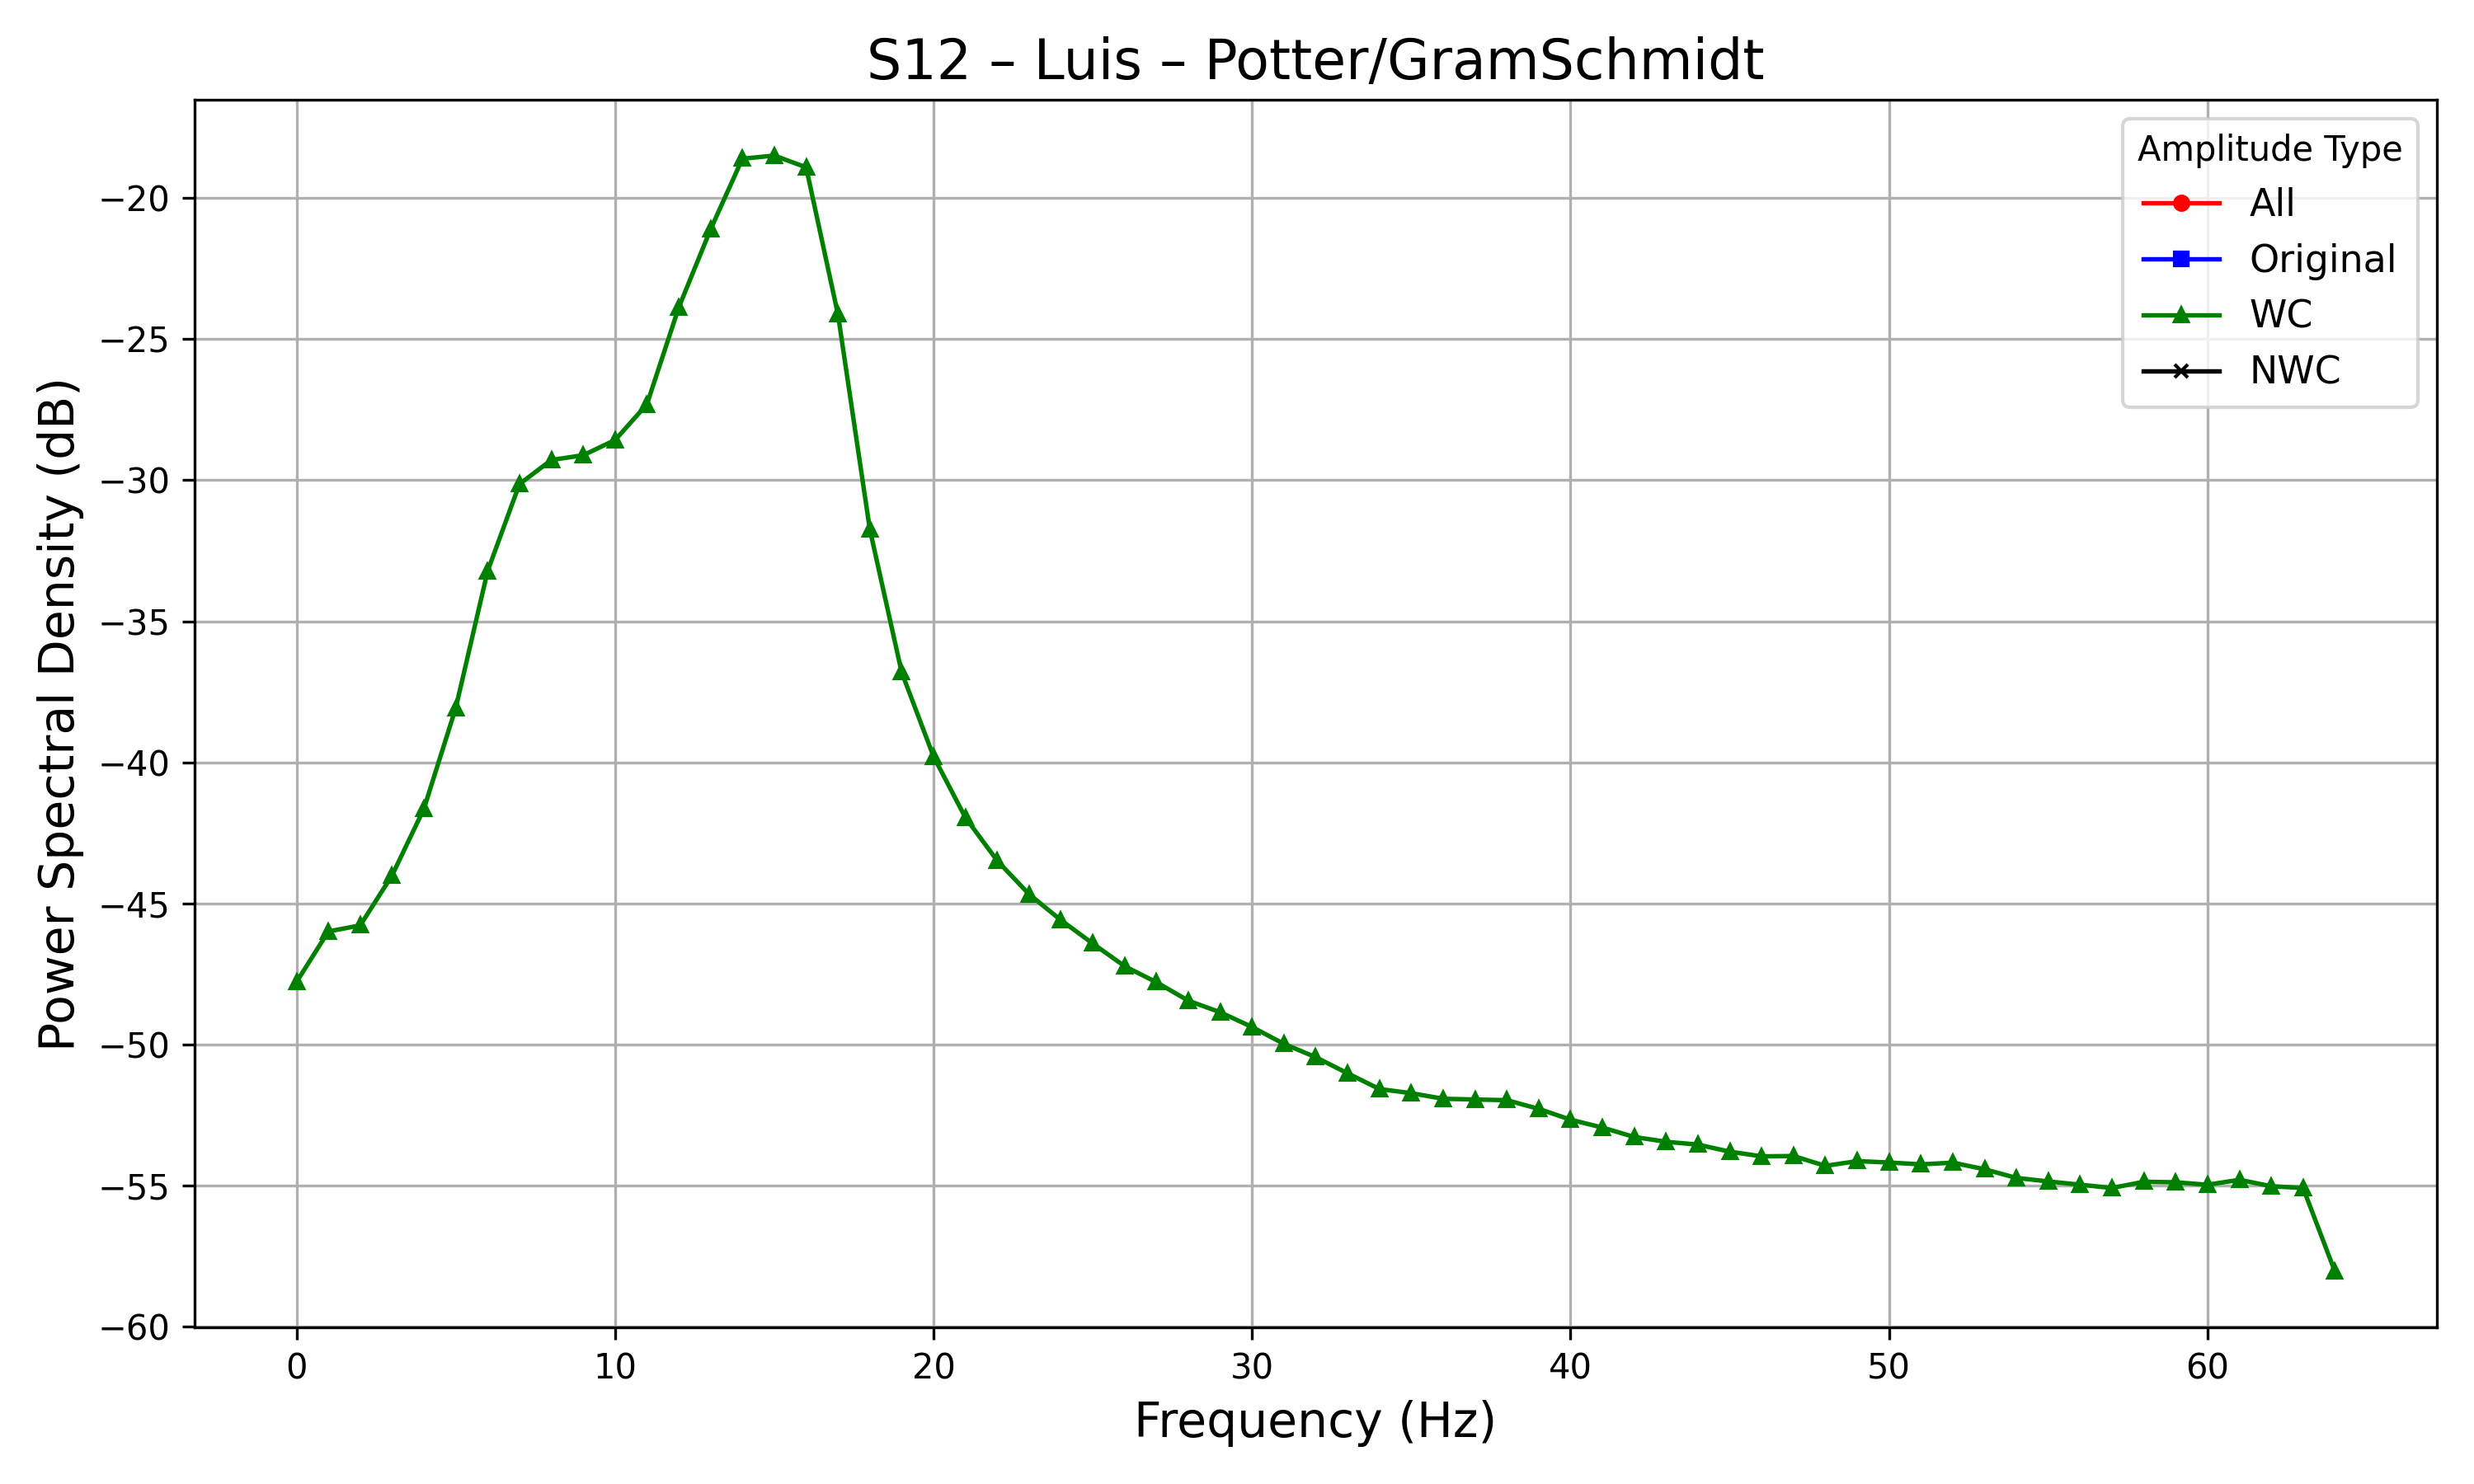 S12 – Luis – Potter/GramSchmidt
Amplitude Type
All
Original
WC
NWC
Power Spectral Density (dB)
−20
−25
−30
−35
−40
−45
−50
−55
−60
0 10 20 30 40 50 60
Frequency (Hz)